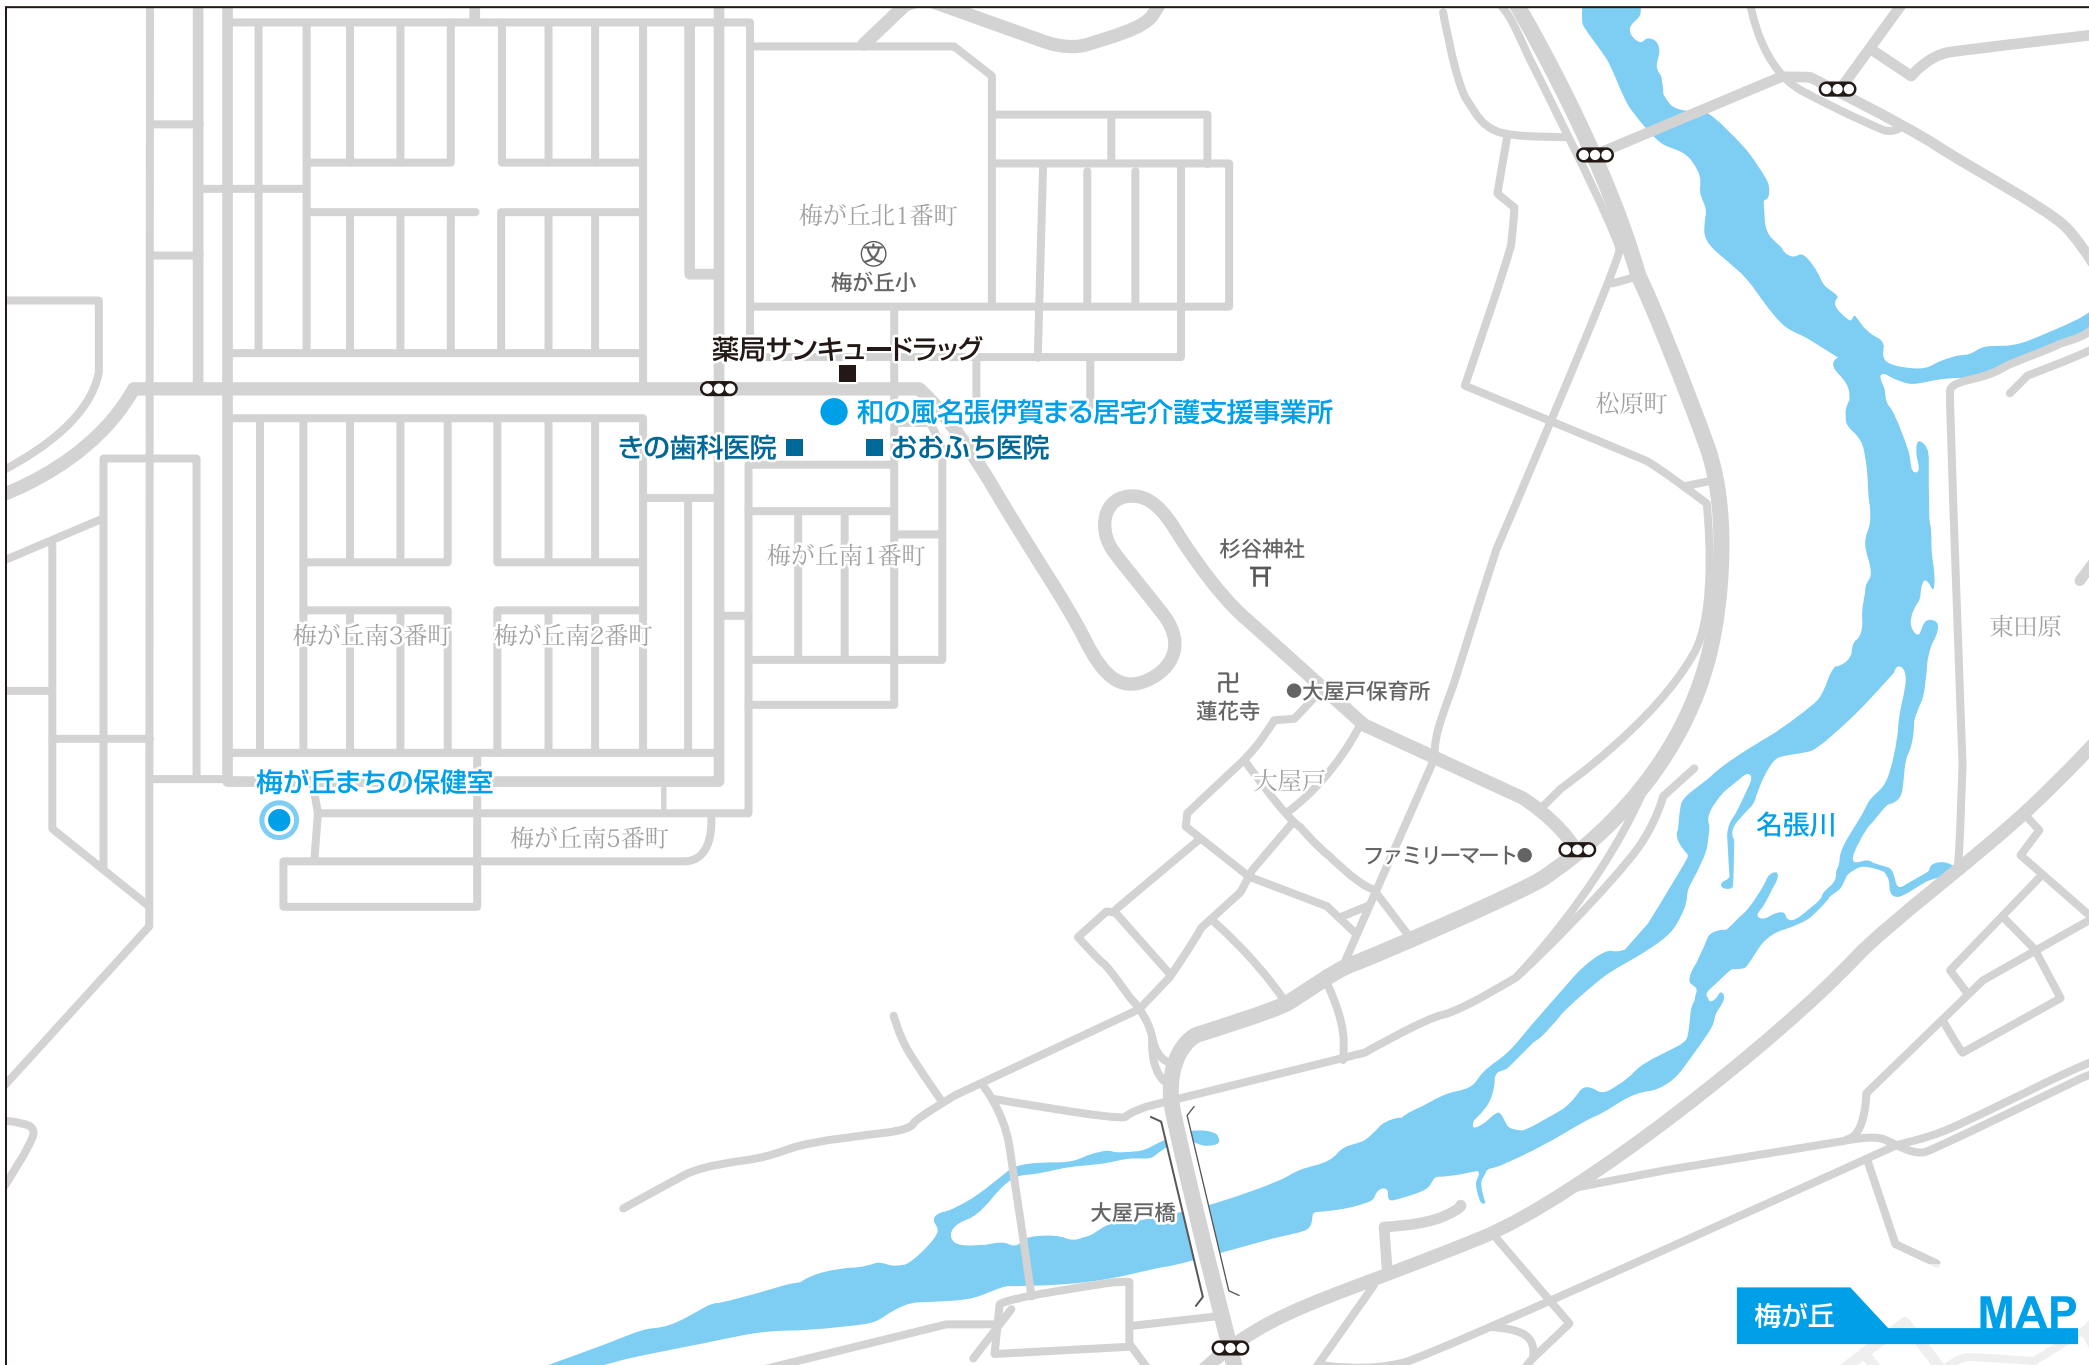 梅が丘北1番町
文
梅が丘小
薬局サンキュードラッグ
松原町
和の風名張伊賀まる居宅介護支援事業所
きの歯科医院
おおふち医院
杉谷神社
梅が丘南1番町
東田原
梅が丘南3番町
梅が丘南2番町
大屋戸保育所
卍
蓮花寺
大屋戸
梅が丘まちの保健室
名張川
梅が丘南5番町
ファミリーマート
大屋戸橋
梅が丘
MAP